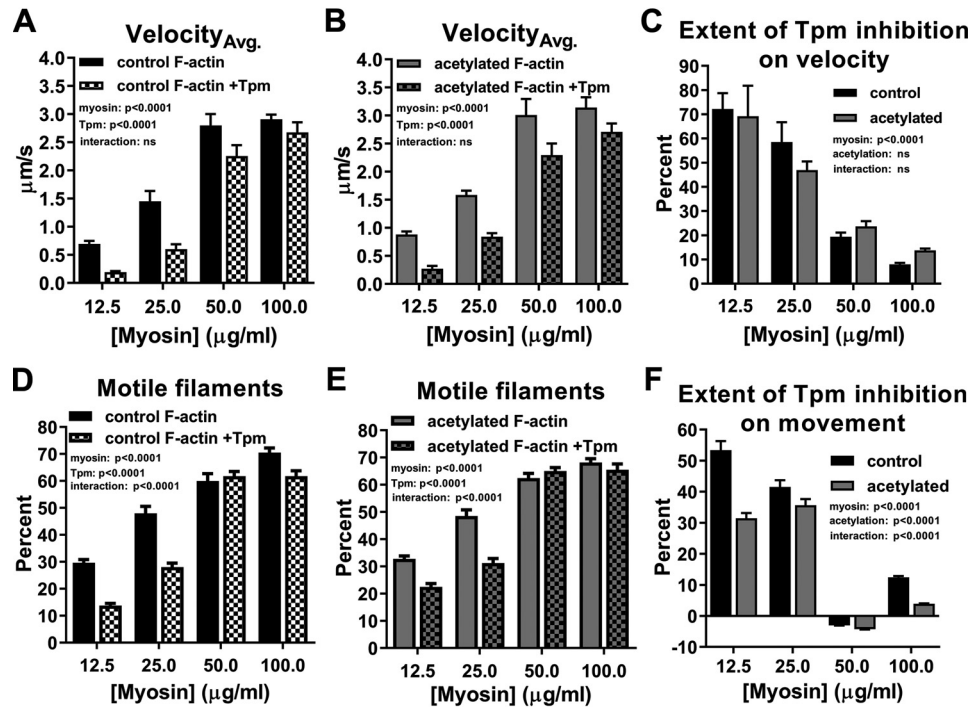 A
Velocity Avg.
control F-actin
control F-actin +Tpm
myosin: p<0.0001
Tpm: p<0.0001
interaction: ns
μm/s
4.0
3.5
3.0
2.5
2.0
1.5
1.0
0.5
0.0
12.5 25.0 50.0 100.0
[Myosin] (μg/ml)
B
Velocity Avg.
acetylated F-actin
acetylated F-actin +Tpm
myosin: p<0.0001
Tpm: p<0.0001
interaction: ns
μm/s
4.0
3.5
3.0
2.5
2.0
1.5
1.0
0.5
0.0
12.5 25.0 50.0 100.0
[Myosin] (μg/ml)
C
Extent of Tpm inhibition
on velocity
control
acetylated
myosin: p<0.0001
acetylation: ns
interaction: ns
Percent
90
80
70
60
50
40
30
20
10
0
12.5 25.0 50.0 100.0
[Myosin] (μg/ml)
D
Motile filaments
control F-actin
control F-actin +Tpm
myosin: p<0.0001
Tpm: p<0.0001
interaction: p<0.0001
Percent
70
60
50
40
30
20
10
0
12.5 25.0 50.0 100.0
[Myosin] (μg/ml)
E
Motile filaments
acetylated F-actin
acetylated F-actin +Tpm
myosin: p<0.0001
Tpm: p<0.0001
interaction: p<0.0001
Percent
70
60
50
40
30
20
10
0
12.5 25.0 50.0 100.0
[Myosin] (μg/ml)
F
Extent of Tpm inhibition
on movement
control
acetylated
myosin: p<0.0001
acetylation: p<0.0001
interaction: p<0.0001
Percent
60
50
40
30
20
10
0
-10
12.5 25.0 50.0 100.0
[Myosin] (μg/ml)